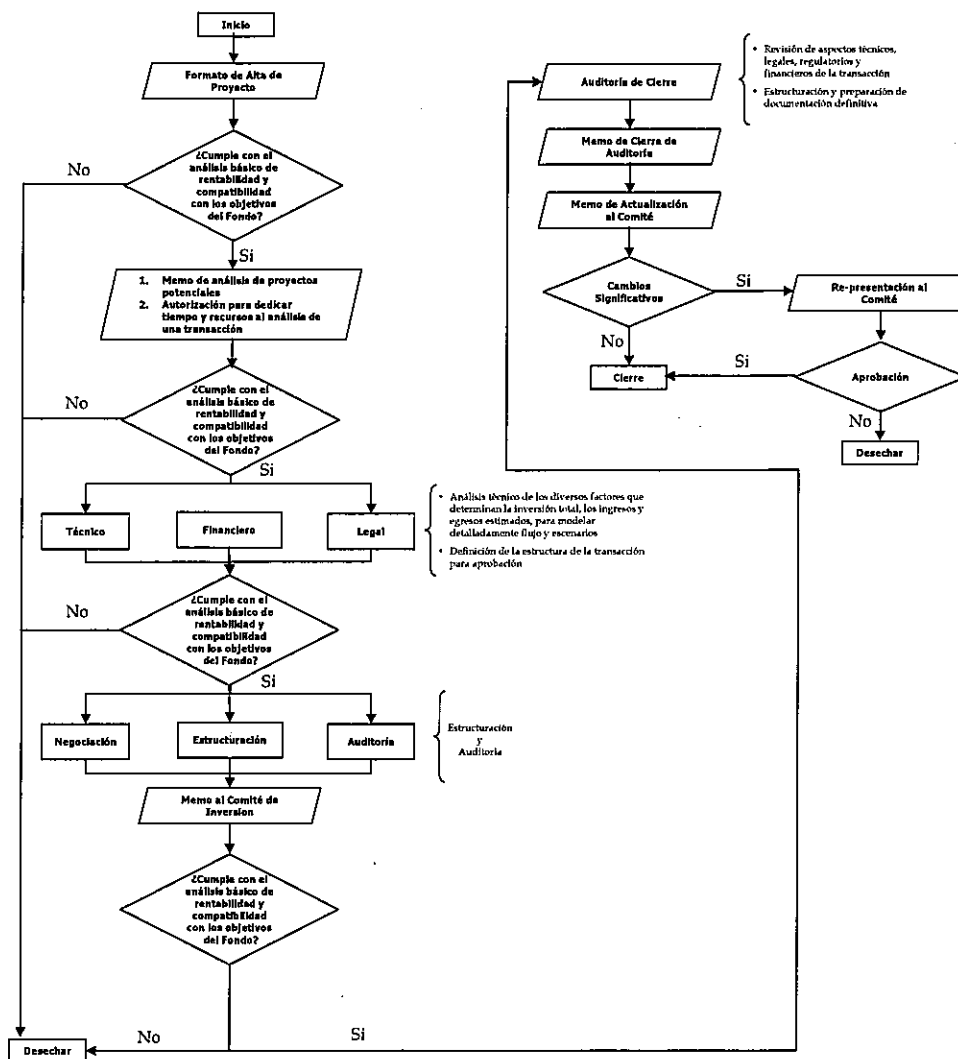 Inicio
Formato de Alta de
Proyecto
¿Cumple con el
análisis básico de
rentabilidad y
compatibilidad
con los objetivos
del Fondo?
No
Si
1. Memo de análisis de proyectos
potenciales
2. Autorización para dedicar
tiempo y recursos al análisis de
una transacción
¿Cumple con el
análisis básico de
rentabilidad y
compatibilidad
con los objetivos
del Fondo?
No
Si
Técnico
Financiero
Legal
• Análisis técnico de los diversos factores que
determinan la inversión total, los ingresos y
egresos estimados, para modelar
detalladamente flujo y escenarios
• Definición de la estructura de la transacción
para aprobación
¿Cumple con el
análisis básico de
rentabilidad y
compatibilidad
con los objetivos
del Fondo?
No
Si
Negociación
Estructuración
Auditoría
Estructuración
y
Auditoría
Memo al Comité de
Inversion
¿Cumple con el
análisis básico de
rentabilidad y
compatibilidad
con los objetivos
del Fondo?
No
Si
Desechar
Auditoría de Cierre
• Revisión de aspectos técnicos,
legales, regulatorios y
financieros de la transacción
• Estructuración y preparación de
documentación definitiva
Memo de Cierre de
Auditoría
Memo de Actualización
al Comité
Cambios
Significativos
Si
No
Re-presentación al
Comité
Cierre
Si
Aprobación
No
Desechar